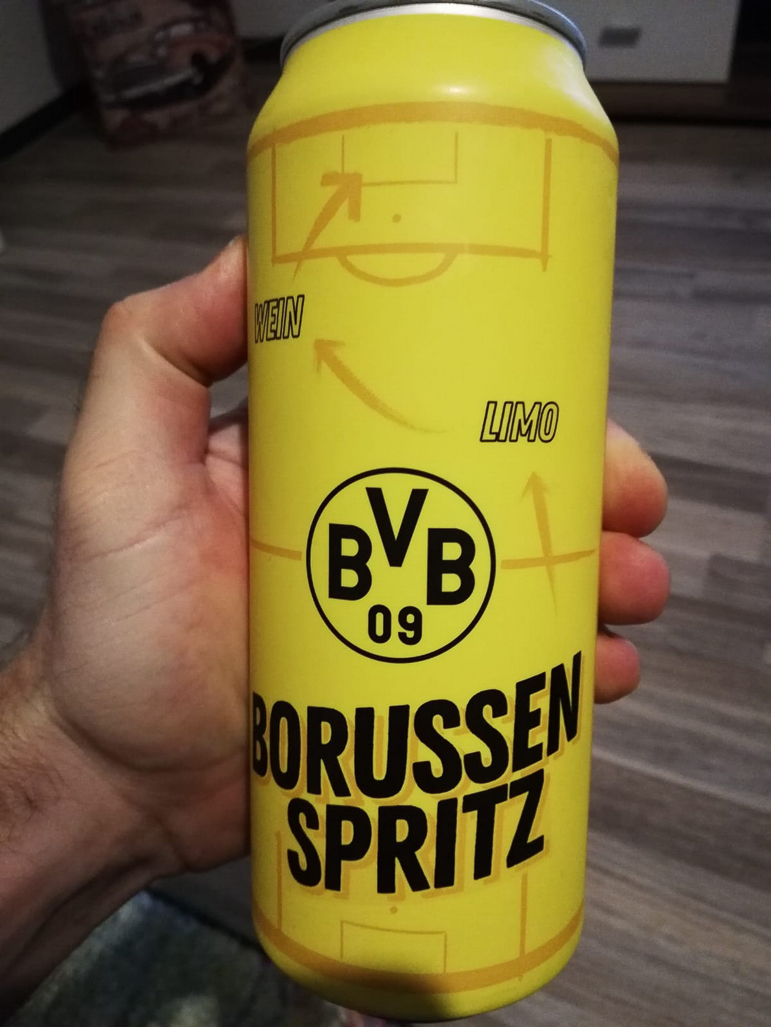 WEIN
LIMO
BVB
09
BORUSSEN
SPRITZ